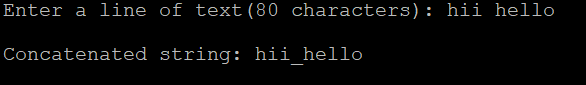 Enter a line of text(80 characters): hii hello
Concatenated string: hii_hello